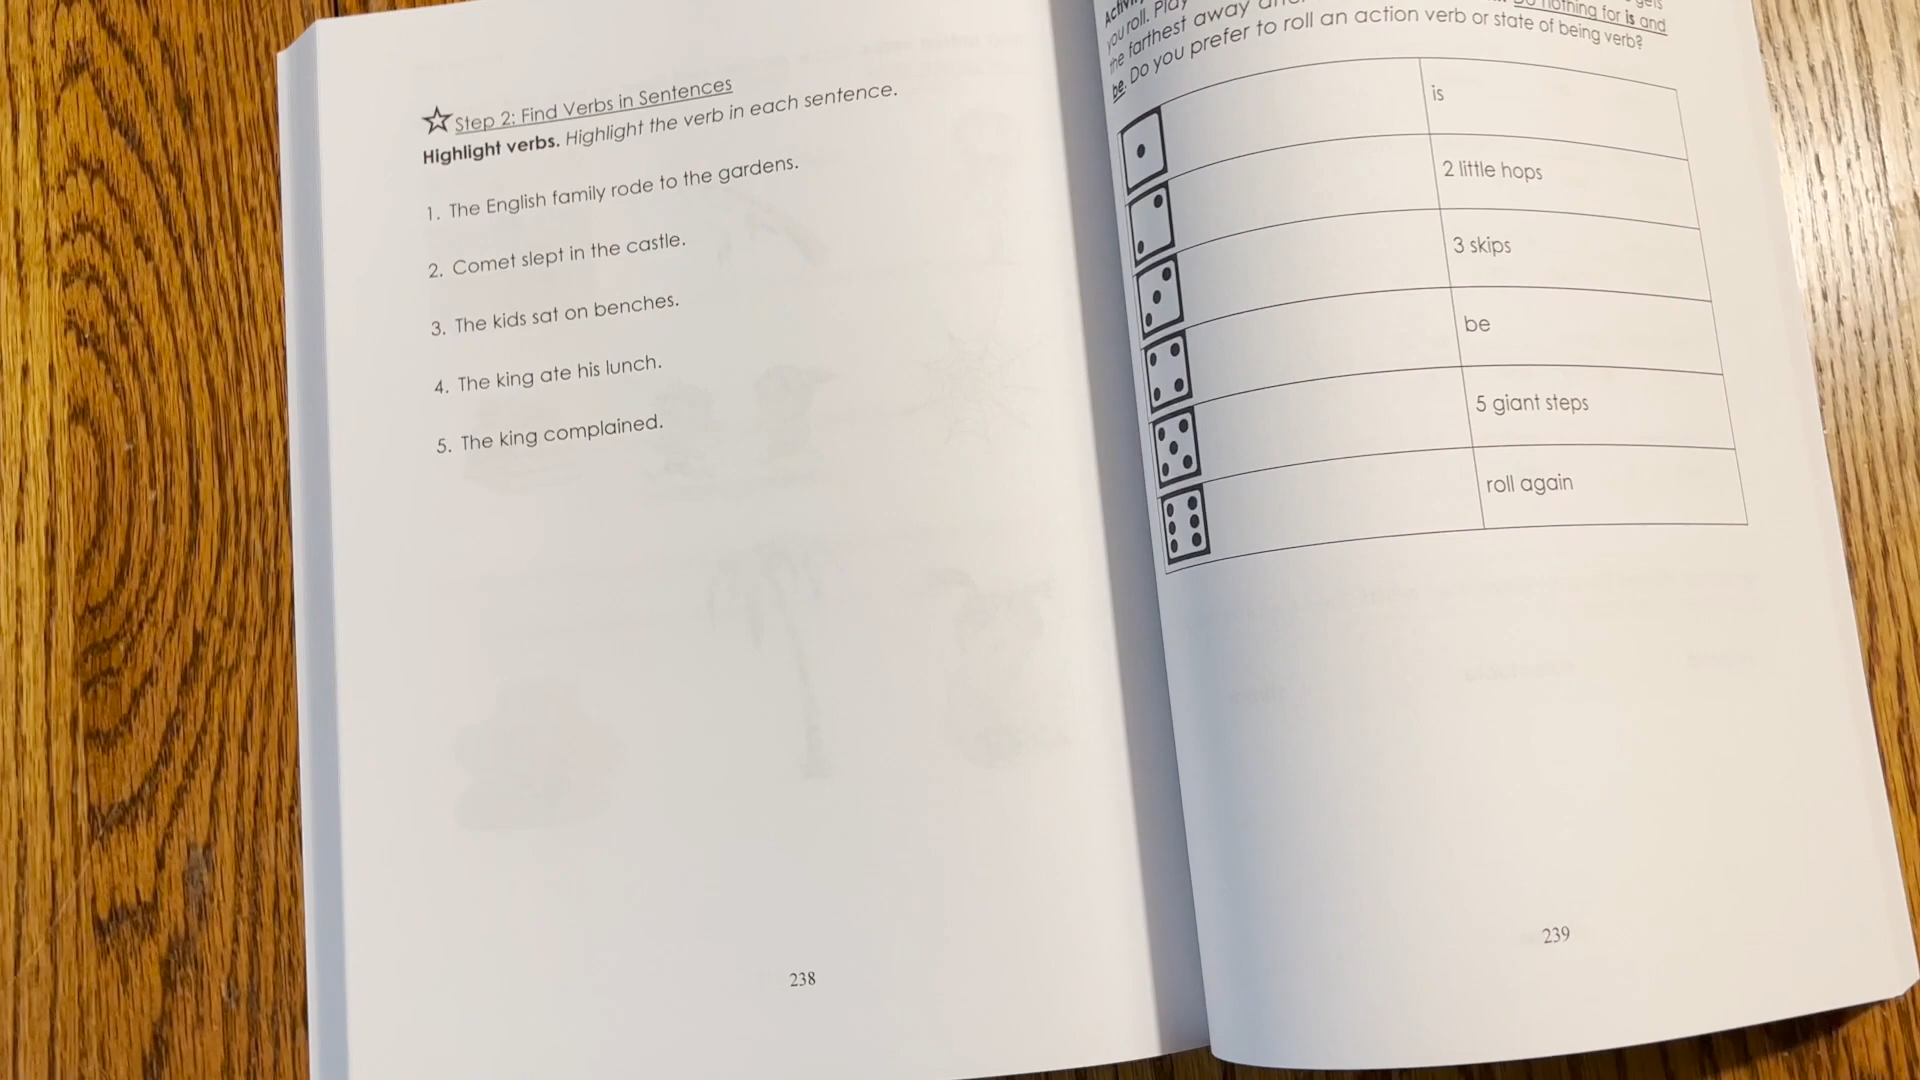 Step 2: Find Verbs in Sentences
Highlight verbs. Highlight the verb in each sentence.
1. The English family rode to the gardens.
2. Comet slept in the castle.
3. The kids sat on benches.
4. The king ate his lunch.
5. The king complained.
238
you roll. Play
nothing for is and
the farthest away
be. Do you prefer to roll an action verb or state of being verb?
is
2 little hops
3 skips
be
5 giant steps
roll again
239